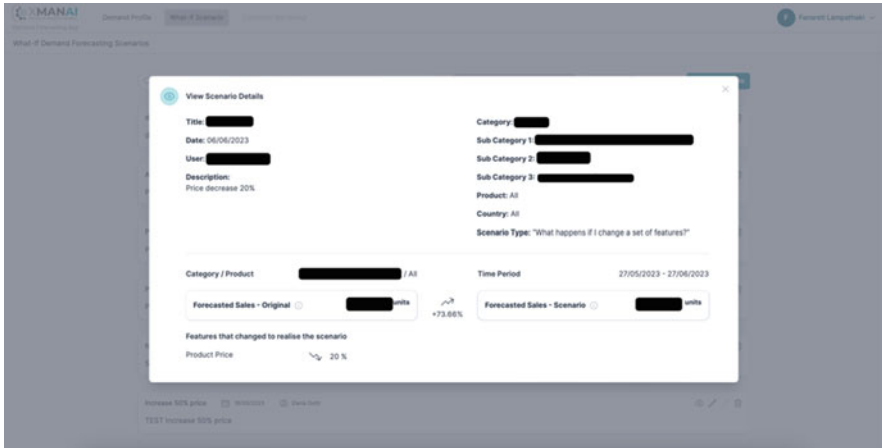 XMANAI
Demand Profile What-If Scenario
What-If Demand Forecasting Scenarios
View Scenario Details
Title:
Date: 06/06/2023
User:
Description:
Price decrease 20%
Category:
Sub Category 1:
Sub Category 2:
Sub Category 3:
Product: All
Country: All
Scenario Type: "What happens if I change a set of features?"
Category / Product / All
Time Period 27/05/2023 - 27/06/2023
Forecasted Sales - Original units
+73.66%
Forecasted Sales - Scenario units
Features that changed to realise the scenario
Product Price 20 %
Increase 50% price
TEST Increase 50% price